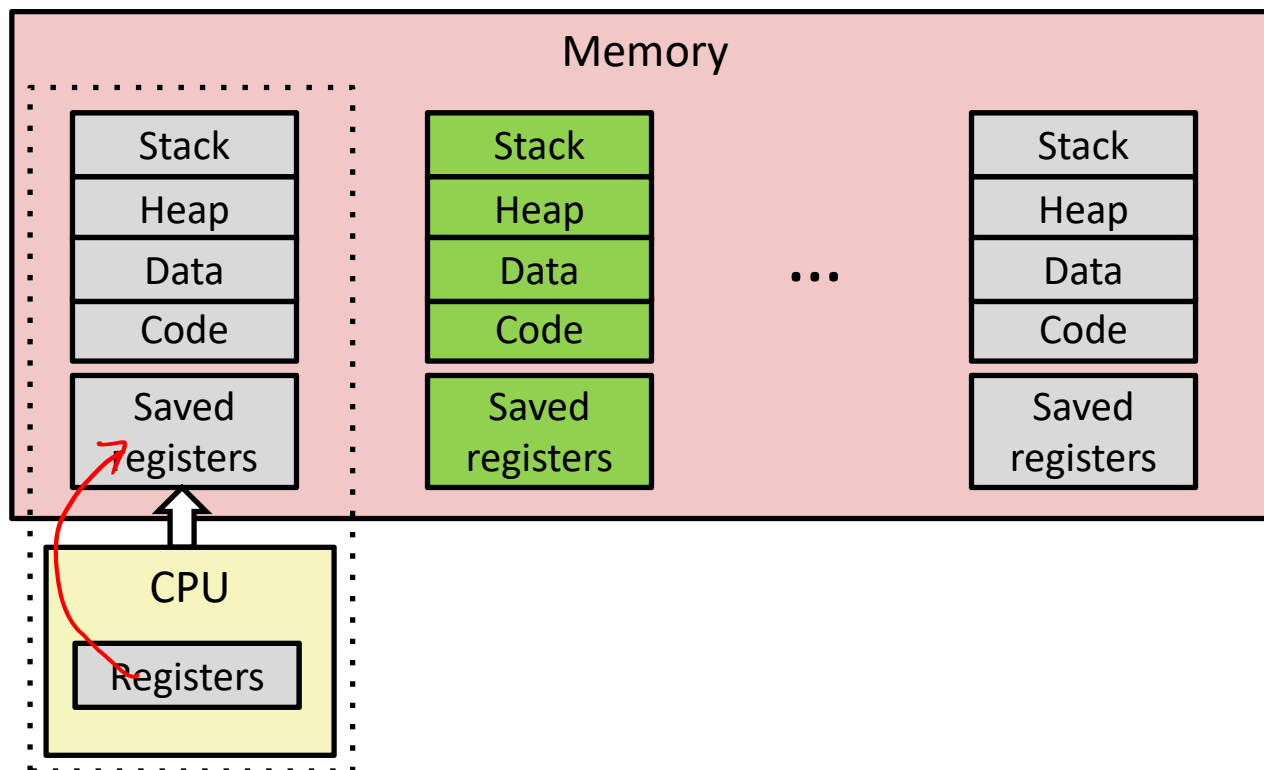 Memory
Stack
Heap
Data
Code
Saved
registers
Stack
Heap
Data
Code
Saved
registers
...
Stack
Heap
Data
Code
Saved
registers
CPU
Registers